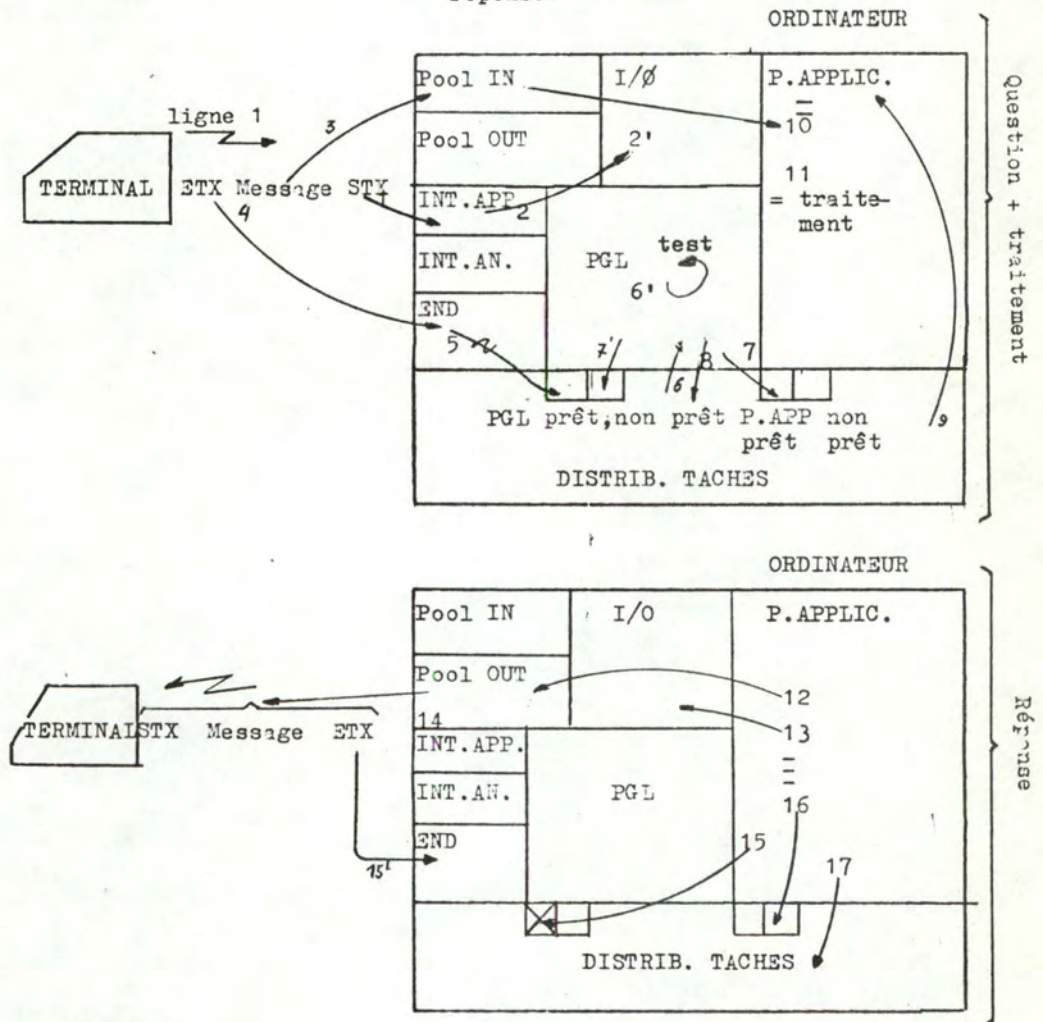 ORDINATEUR
Pool IN I/Ø P.APPLIC.
ligne 1 3 10
Pool OUT 2'
11
TERMINAL ETX Message STX INT.APP. = traite-
4 1 2 ment
test
INT.AN. PGL
6'
END
5 7' 6 8 7
PGL prêt,non prêt P.APP non 9
prêt prêt
DISTRIB. TACHES
Question + traitement
ORDINATEUR
Pool IN I/O P.APPLIC.
Pool OUT 12
14 13
TERMINAL STX Message ETX
INT.APP.
INT.AN. PGL 16
END 15
15' 17
DISTRIB. TACHES
Réponse